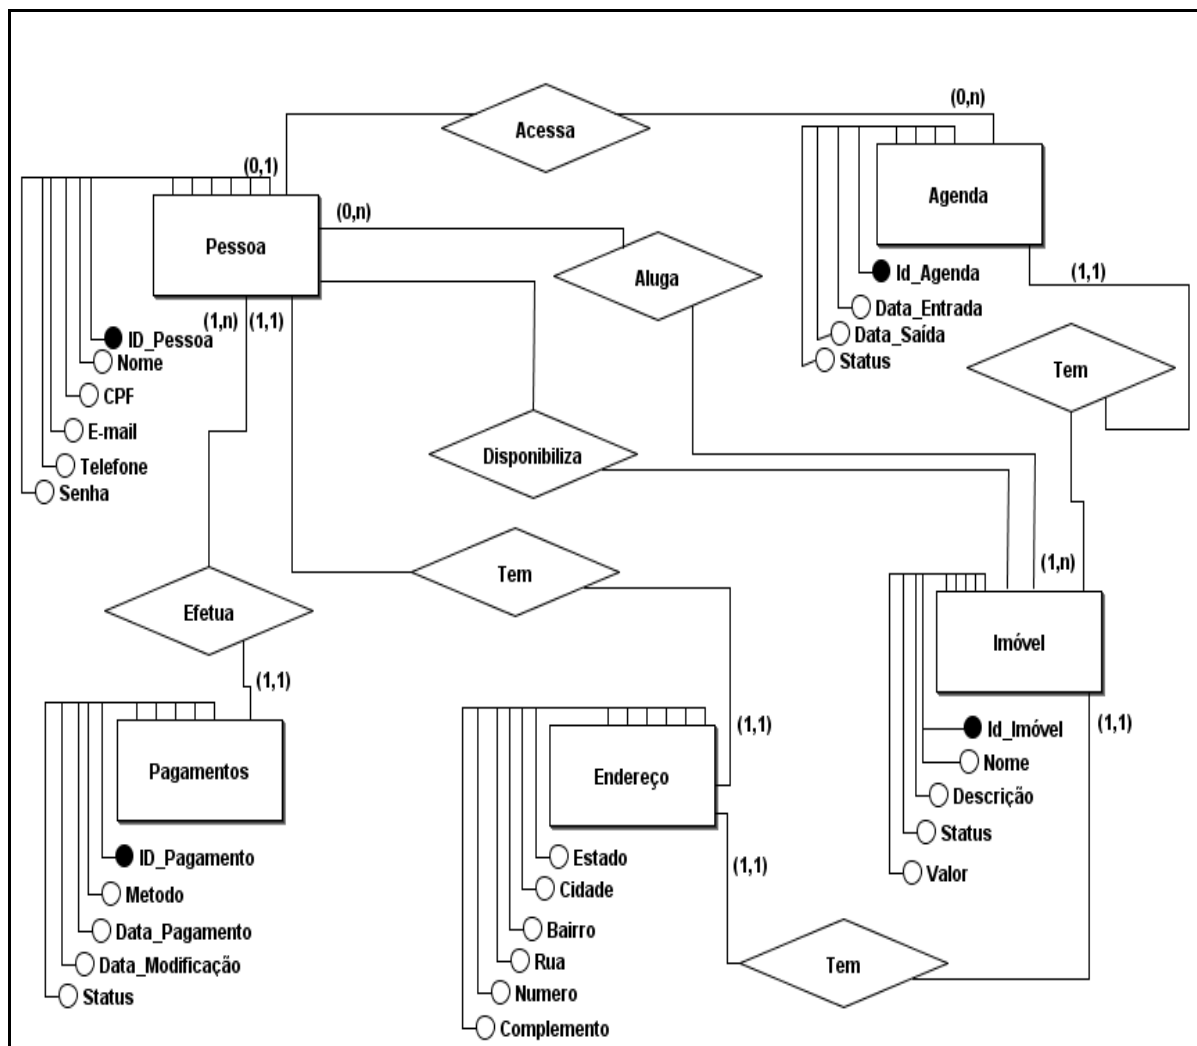 Acessa
(0,n)
(0,1)
Agenda
Pessoa
(0,n)
Aluga
Id_Agenda
(1,1)
Data_Entrada
Data_Saída
Status
(1,n)
(1,1)
ID_Pessoa
Nome
CPF
E-mail
Telefone
Senha
Tem
Disponibiliza
Tem
(1,n)
Efetua
Imóvel
(1,1)
(1,1)
(1,1)
Id_Imóvel
Nome
Descrição
Status
Valor
Pagamentos
Endereço
ID_Pagamento
Metodo
Data_Pagamento
Data_Modificação
Status
Estado
(1,1)
Cidade
Bairro
Rua
Numero
Complemento
Tem